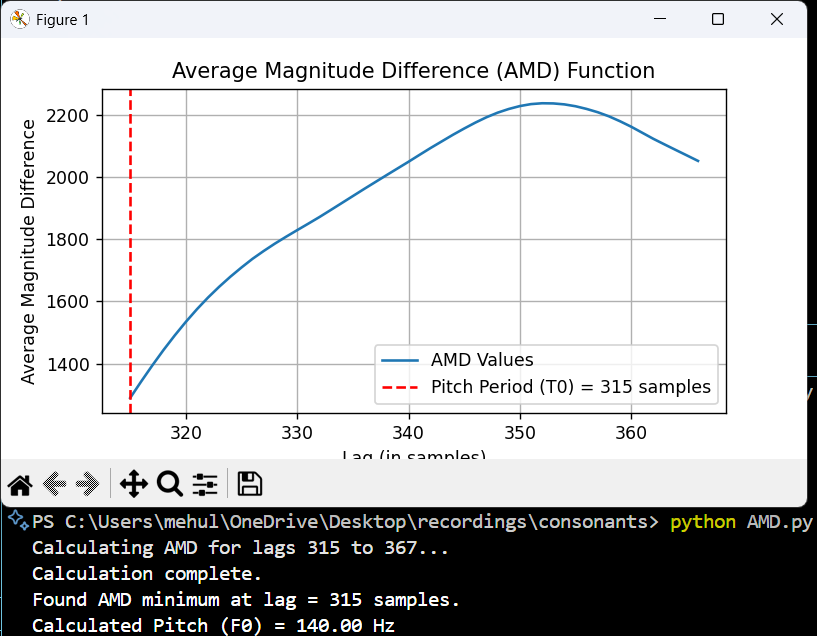 Figure 1
Average Magnitude Difference (AMD) Function
Average Magnitude Difference
2200
2000
1800
1600
1400
AMD Values
Pitch Period (T0) = 315 samples
320 330 340 350 360
Lag (in samples)
PS C:\Users\mehul\OneDrive\Desktop\recordings\consonants> python AMD.py
Calculating AMD for lags 315 to 367...
Calculation complete.
Found AMD minimum at lag = 315 samples.
Calculated Pitch (F0) = 140.00 Hz